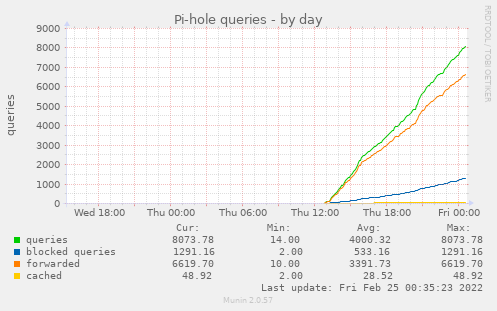 Pi-hole queries - by day
RRDTOOL / TOBI OETIKER
queries
9000
8000
7000
6000
5000
4000
3000
2000
1000
0
Wed 18:00 Thu 00:00 Thu 06:00 Thu 12:00 Thu 18:00 Fri 00:00
Cur: Min: Avg: Max:
queries 8073.78 14.00 4000.32 8073.78
blocked queries 1291.16 2.00 533.16 1291.16
forwarded 6619.70 10.00 3391.73 6619.70
cached 48.92 2.00 28.52 48.92
Last update: Fri Feb 25 00:35:23 2022
Munin 2.0.57